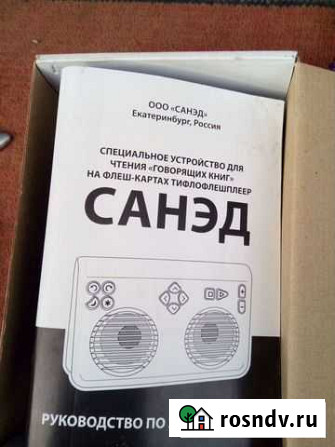 ООО «САНЭД»
Екатеринбург, Россия
СПЕЦИАЛЬНОЕ УСТРОЙСТВО ДЛЯ
ЧТЕНИЯ «ГОВОРЯЩИХ КНИГ»
НА ФЛЕШ-КАРТАХ ТИФЛОФЛЕШПЛЕЕР
САНЭД
РУКОВОДСТВО ПО
rosndv.ru